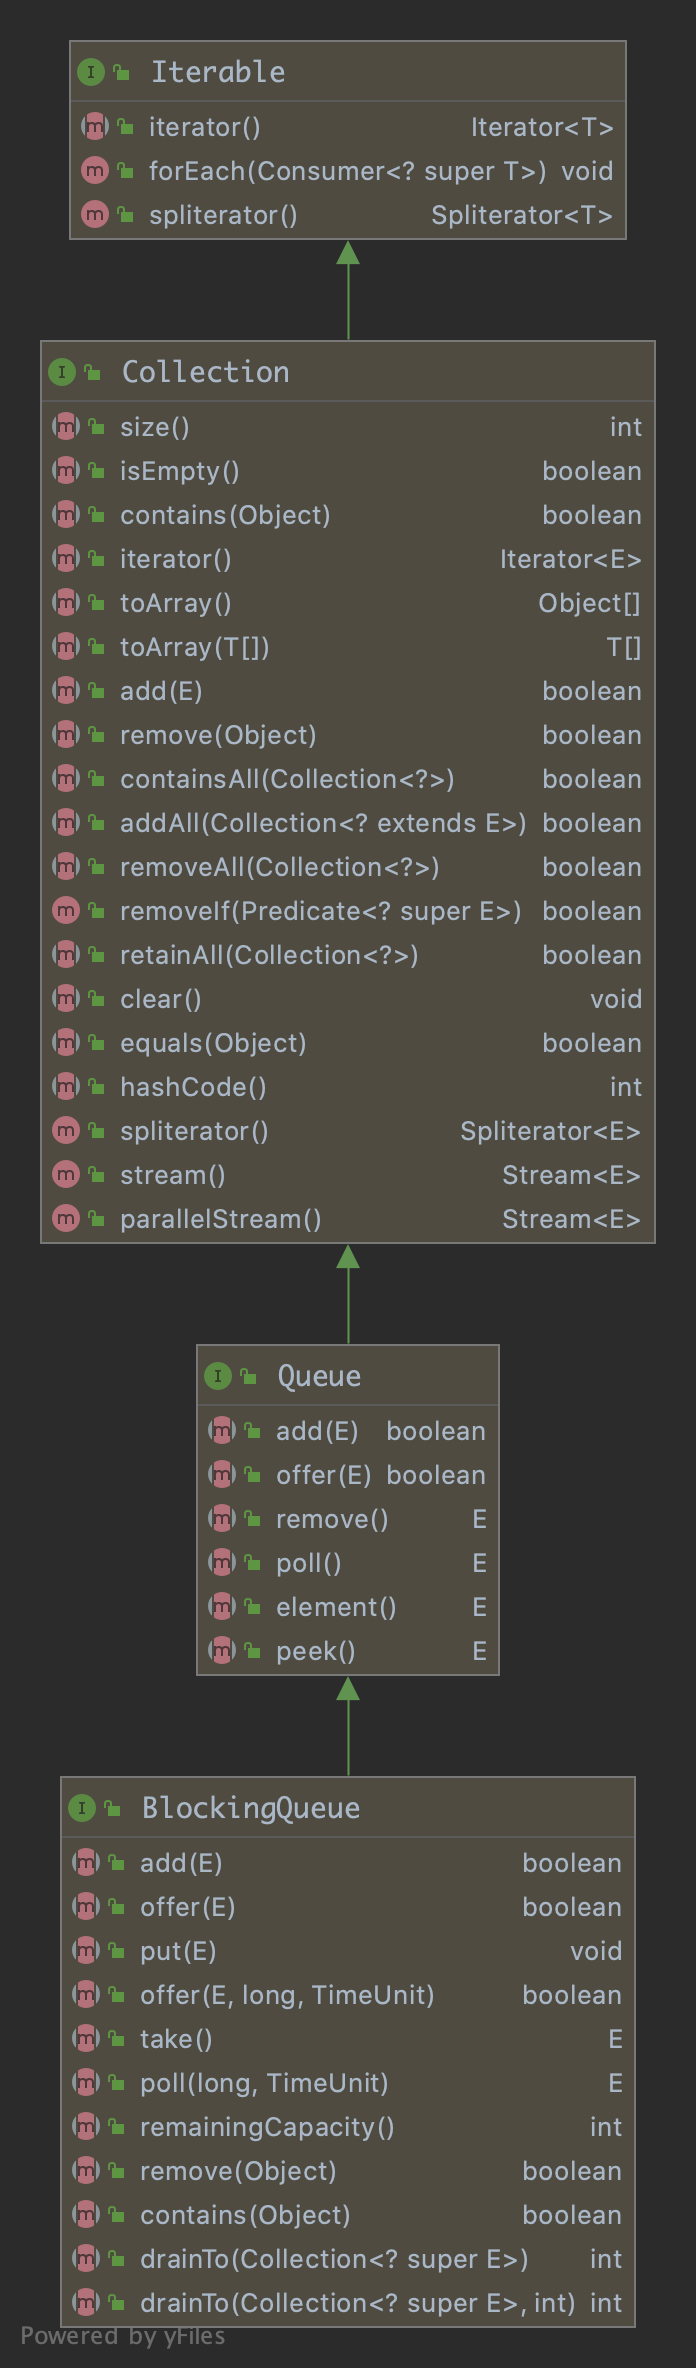 Iterable
iterator() Iterator<T>
forEach(Consumer<? super T>) void
spliterator() Spliterator<T>
Collection
size() int
isEmpty() boolean
contains(Object) boolean
iterator() Iterator<E>
toArray() Object[]
toArray(T[]) T[]
add(E) boolean
remove(Object) boolean
containsAll(Collection<?>) boolean
addAll(Collection<? extends E>) boolean
removeAll(Collection<?>) boolean
removeIf(Predicate<? super E>) boolean
retainAll(Collection<?>) boolean
clear() void
equals(Object) boolean
hashCode() int
spliterator() Spliterator<E>
stream() Stream<E>
parallelStream() Stream<E>
Queue
add(E) boolean
offer(E) boolean
remove() E
poll() E
element() E
peek() E
BlockingQueue
add(E) boolean
offer(E) boolean
put(E) void
offer(E, long, TimeUnit) boolean
take() E
poll(long, TimeUnit) E
remainingCapacity() int
remove(Object) boolean
contains(Object) boolean
drainTo(Collection<? super E>) int
drainTo(Collection<? super E>, int) int
Powered by yFiles